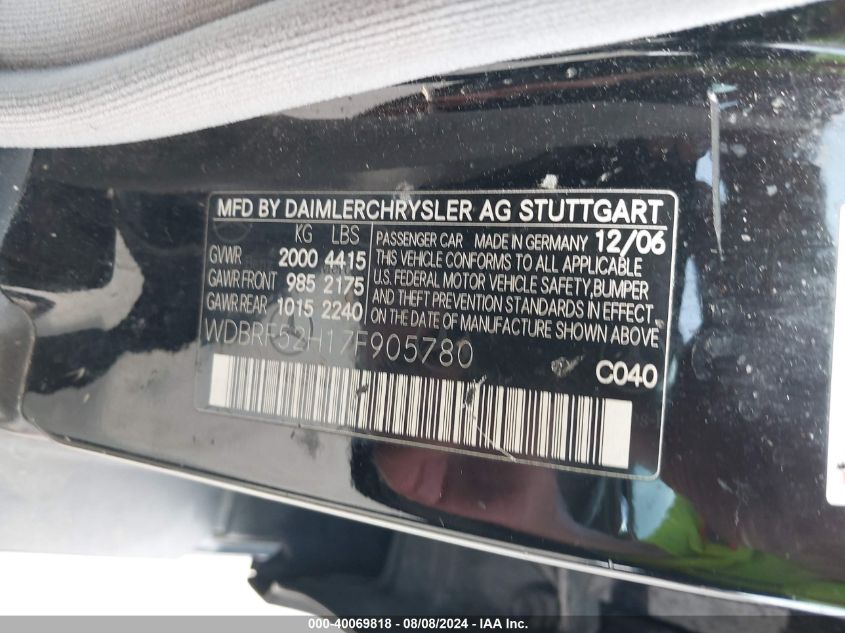 MFD BY DAIMLERCHRYSLER AG STUTTGART
KG LBS
GVWR 2000 4415
GAWR FRONT 985 2175
GAWR REAR 1015 2240
PASSENGER CAR MADE IN GERMANY 12/06
THIS VEHICLE CONFORMS TO ALL APPLICABLE
U.S. FEDERAL MOTOR VEHICLE SAFETY,BUMPER
AND THEFT PREVENTION STANDARDS IN EFFECT
ON THE DATE OF MANUFACTURE SHOWN ABOVE
WDBRF52H17F905780
C040
000-40069818 - 08/08/2024 - © IAA Holdings, LLC.